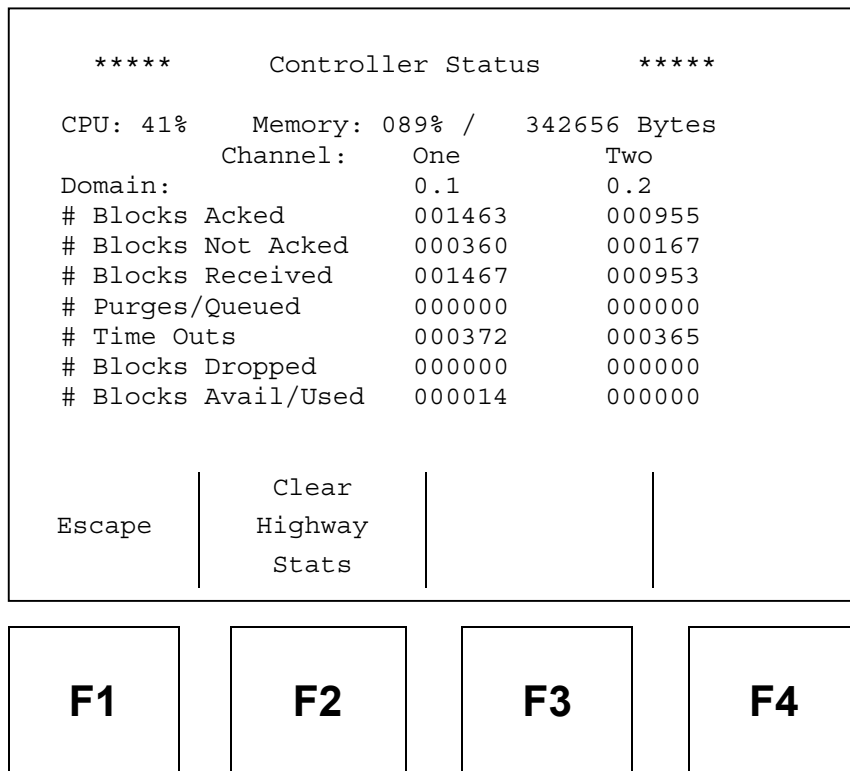 ***** Controller Status *****
CPU: 41% Memory: 089% / 342656 Bytes
Channel: One Two
Domain: 0.1 0.2
# Blocks Acked 001463 000955
# Blocks Not Acked 000360 000167
# Blocks Received 001467 000953
# Purges/Queued 000000 000000
# Time Outs 000372 000365
# Blocks Dropped 000000 000000
# Blocks Avail/Used 000014 000000
Clear
Escape Highway
Stats
F1 F2 F3 F4